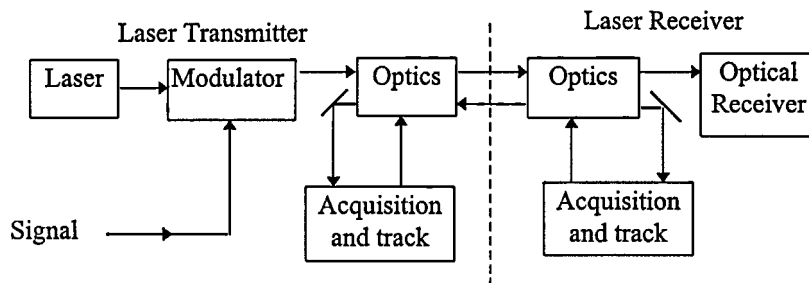 Laser Transmitter
Laser Receiver
Laser
Modulator
Optics
Optics
Optical
Receiver
Acquisition
and track
Acquisition
and track
Signal